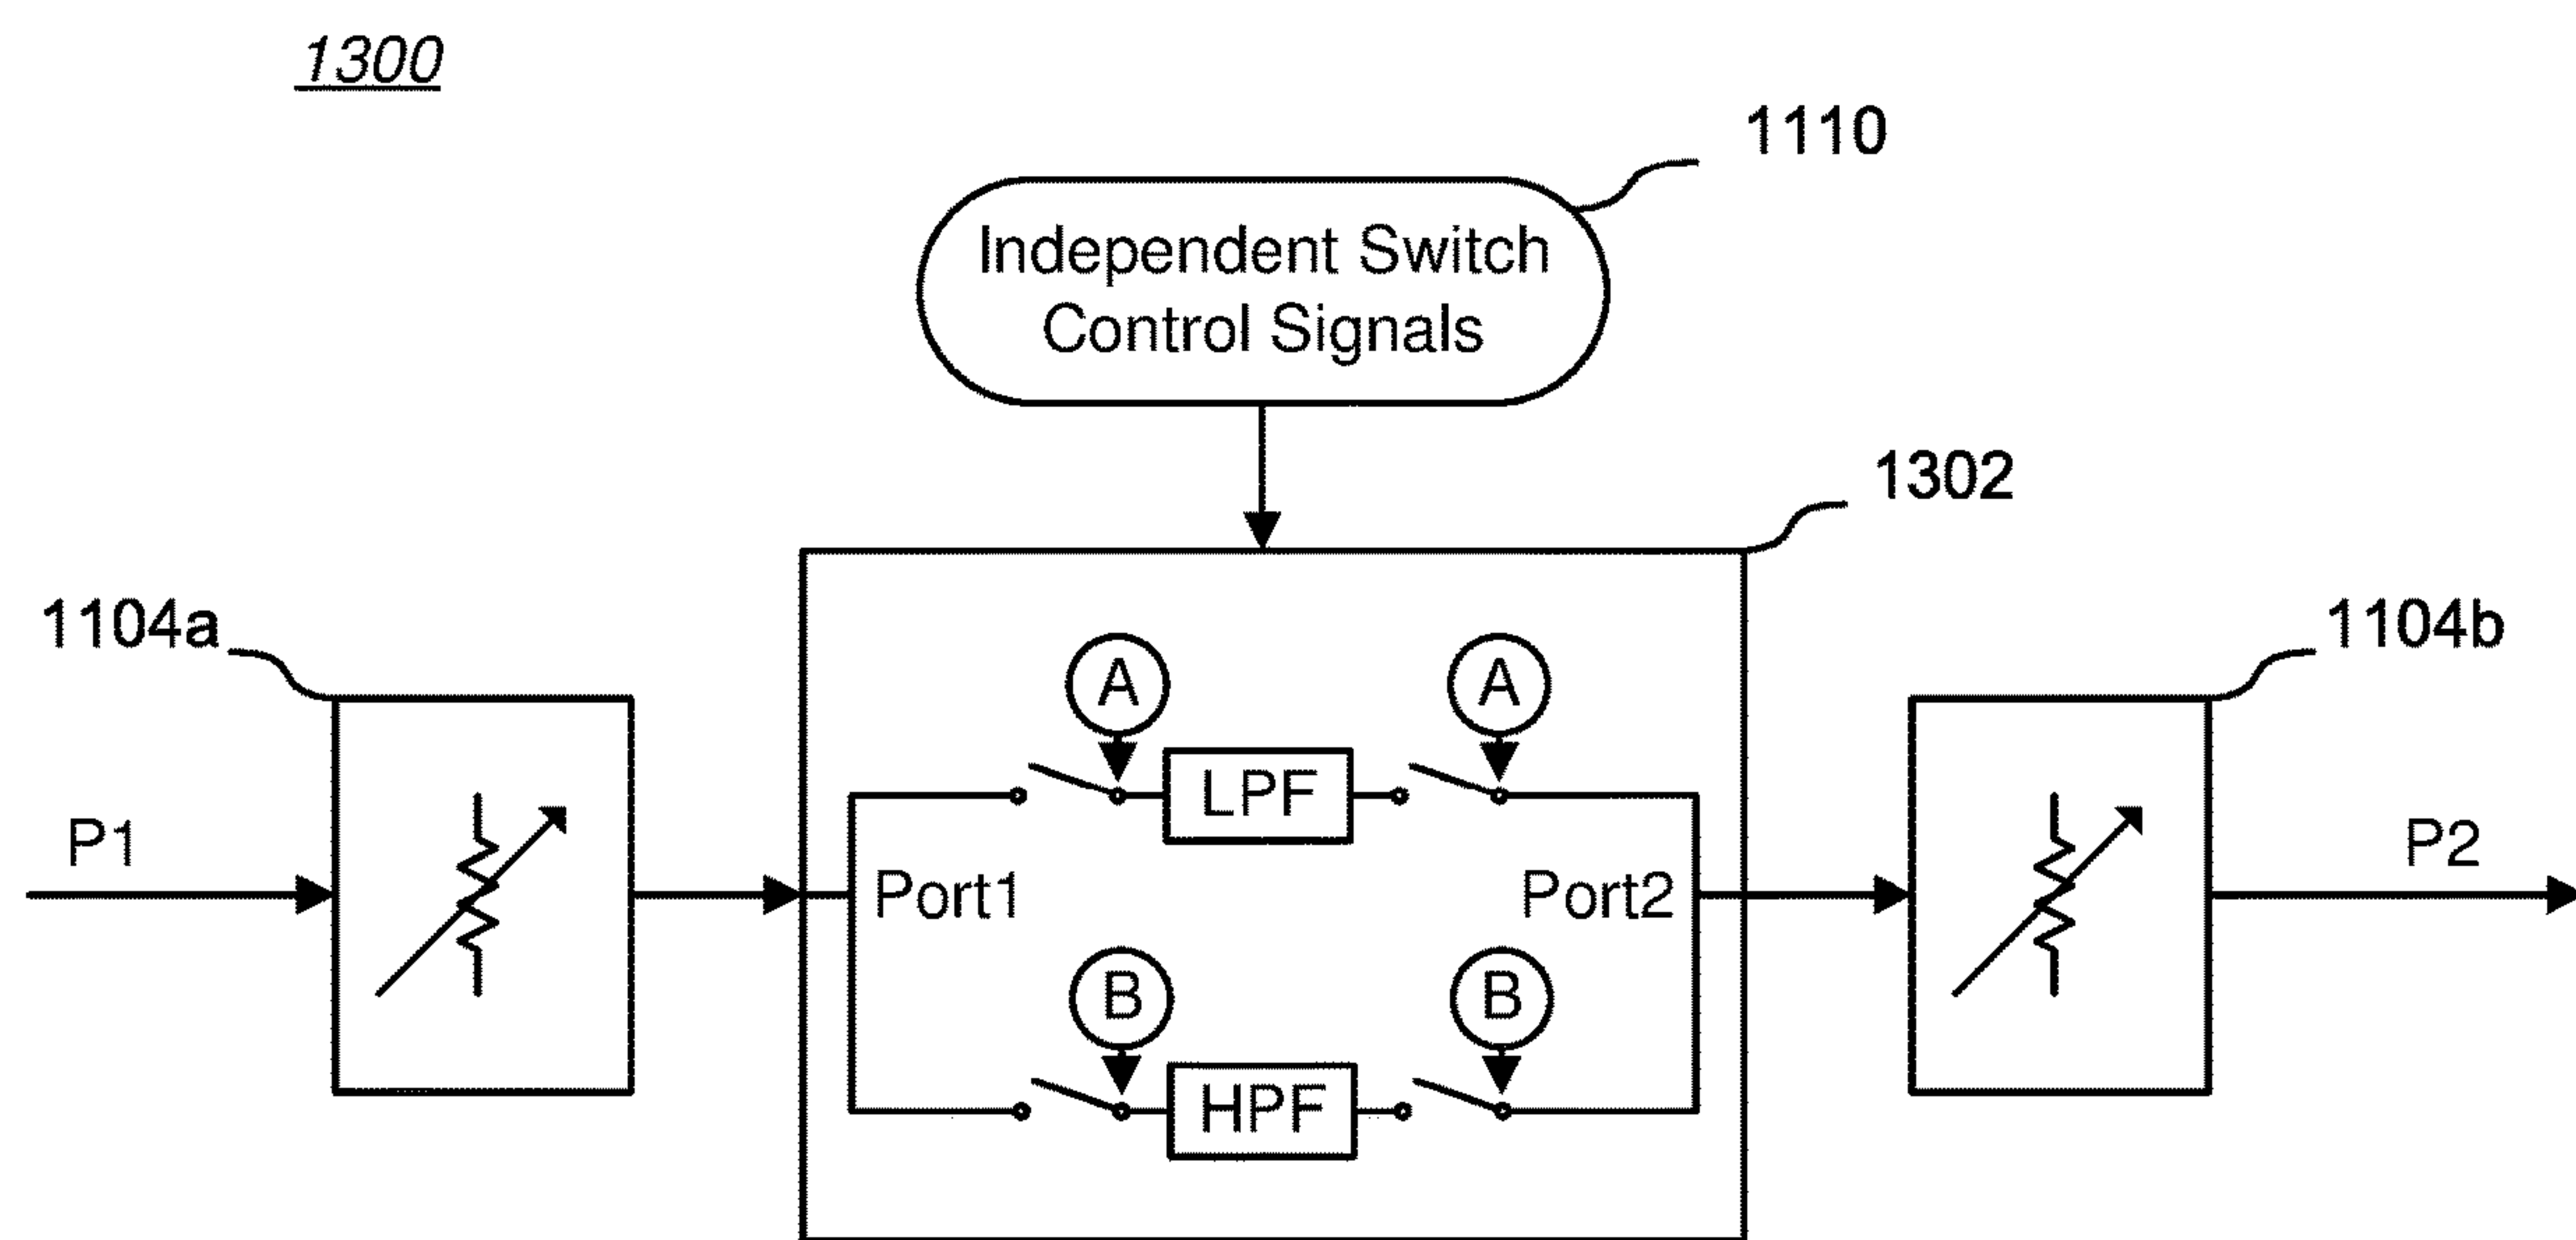 1300
1110
Independent Switch
Control Signals
1302
1104a
1104b
A
A
LPF
P1
Port1
Port2
P2
B
B
HPF